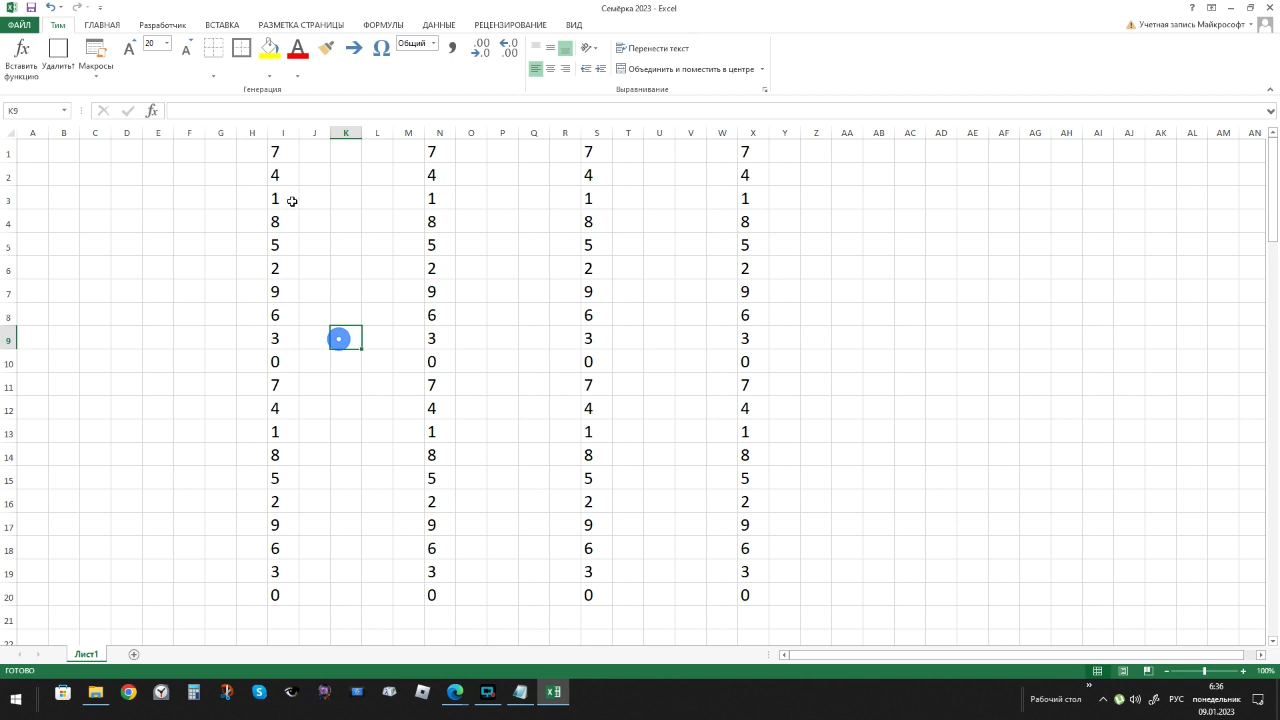 Семёрка 2023 - Excel
ФАЙЛ Тим ГЛАВНАЯ Разработчик ВСТАВКА РАЗМЕТКА СТРАНИЦЫ ФОРМУЛЫ ДАННЫЕ РЕЦЕНЗИРОВАНИЕ ВИД Учетная запись Майкрософт
20 Общий Перенести текст
Вставить функцию Удалить Макросы Объединить и поместить в центре
Генерация Выравнивание
K9 fx
A B C D E F G H I J K L M N O P Q R S T U V W X Y Z AA AB AC AD AE AF AG AH AI AJ AK AL AM AN
1 7 7 7 7
2 4 4 4 4
3 1 1 1 1
4 8 8 8 8
5 5 5 5 5
6 2 2 2 2
7 9 9 9 9
8 6 6 6 6
9 3 3 3 3
10 0 0 0 0
11 7 7 7 7
12 4 4 4 4
13 1 1 1 1
14 8 8 8 8
15 5 5 5 5
16 2 2 2 2
17 9 9 9 9
18 6 6 6 6
19 3 3 3 3
20 0 0 0 0
21
22
Лист1
ГОТОВО 100%
6:36
Рабочий стол РУС понедельник
09.01.2023